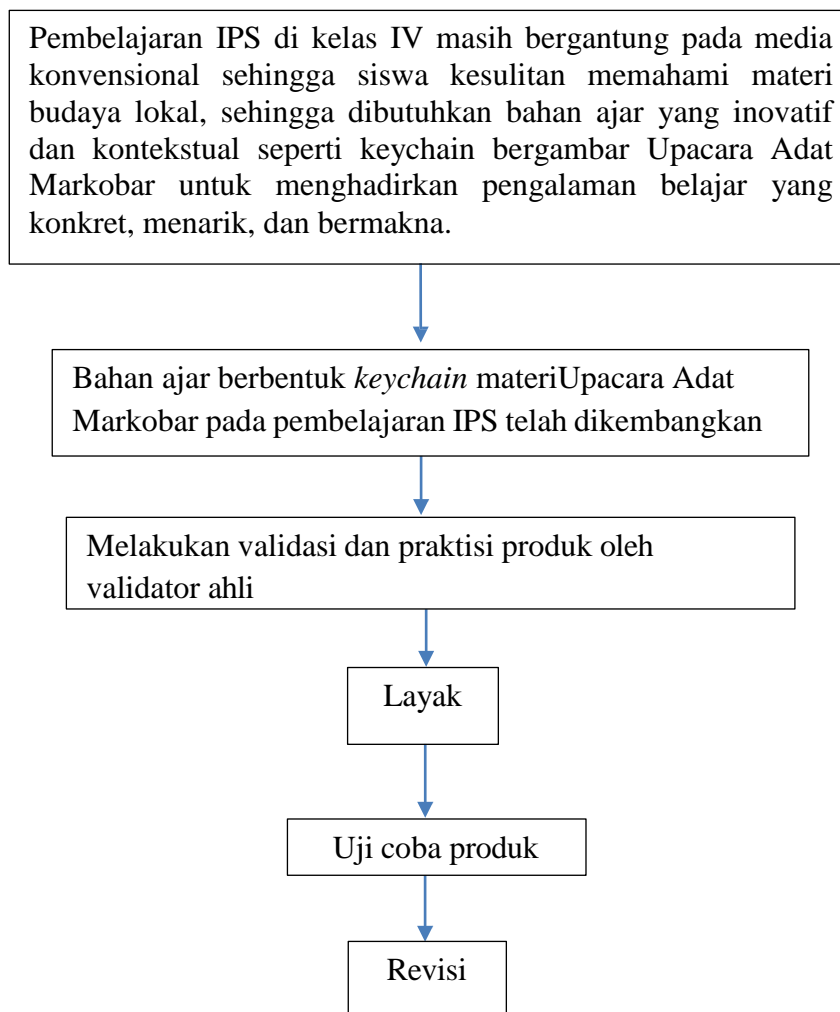 Pembelajaran IPS di kelas IV masih bergantung pada media
konvensional sehingga siswa kesulitan memahami materi
budaya lokal, sehingga dibutuhkan bahan ajar yang inovatif
dan kontekstual seperti keychain bergambar Upacara Adat
Markobar untuk menghadirkan pengalaman belajar yang
konkret, menarik, dan bermakna.
Bahan ajar berbentuk keychain materiUpacara Adat
Markobar pada pembelajaran IPS telah dikembangkan
Melakukan validasi dan praktisi produk oleh
validator ahli
Layak
Uji coba produk
Revisi